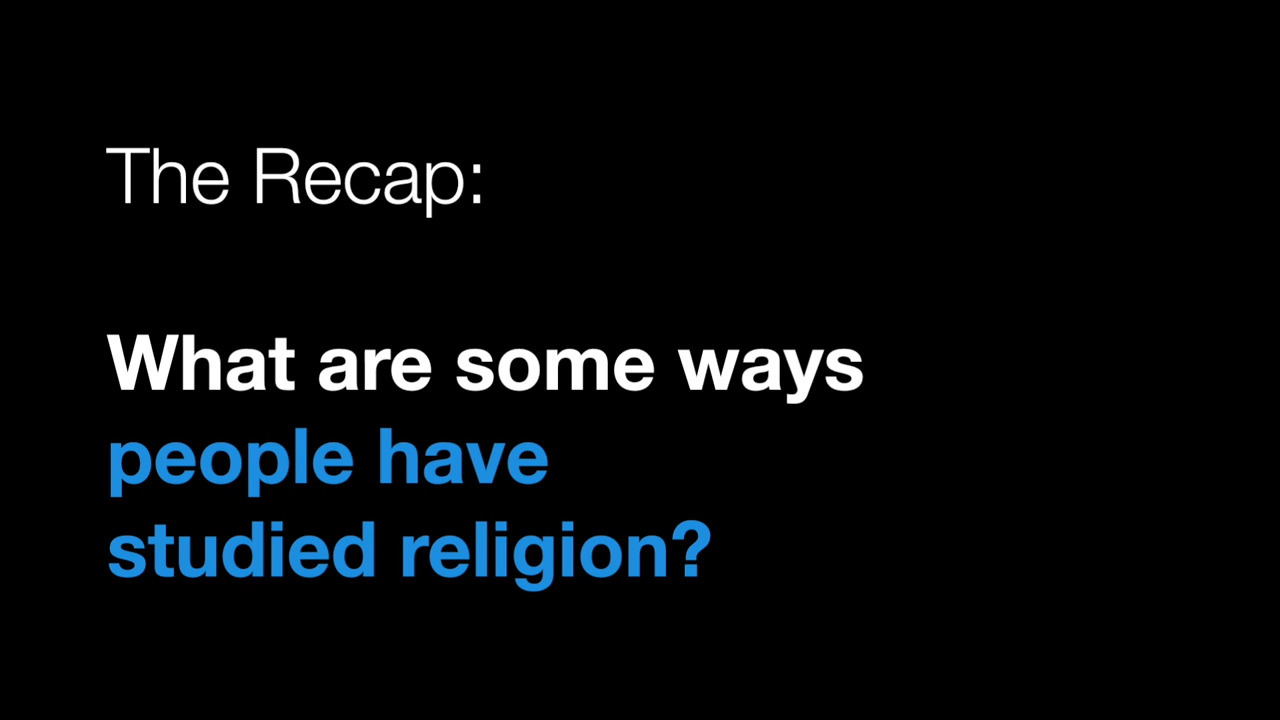 The Recap:
What are some ways
people have
studied religion?